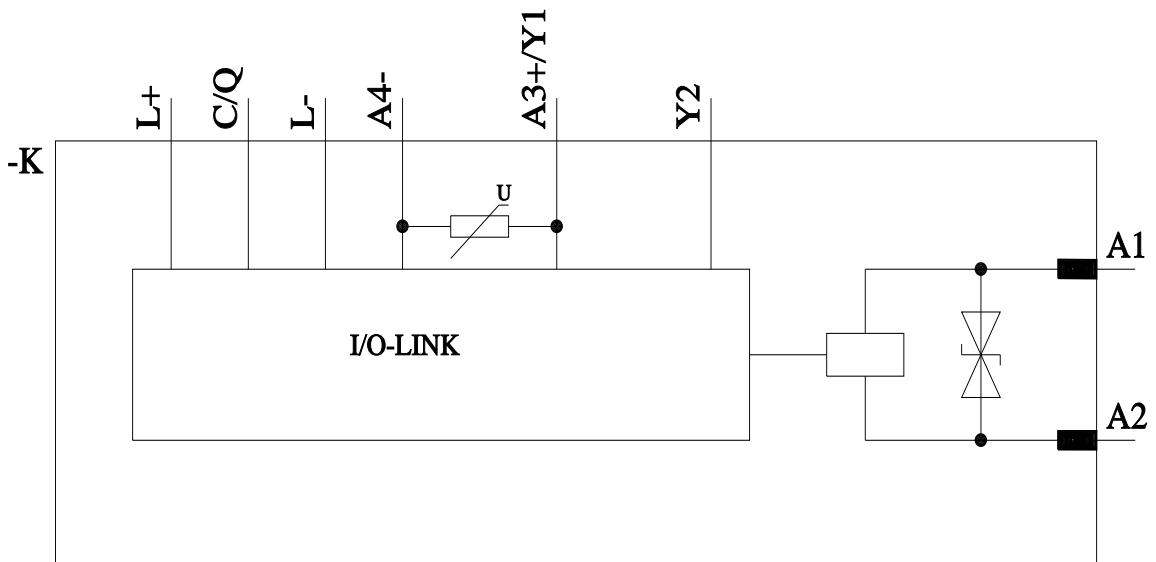 L+
C/Q
L-
A4-
A3+/Y1
Y2
-K
U
A1
I/O-LINK
A2